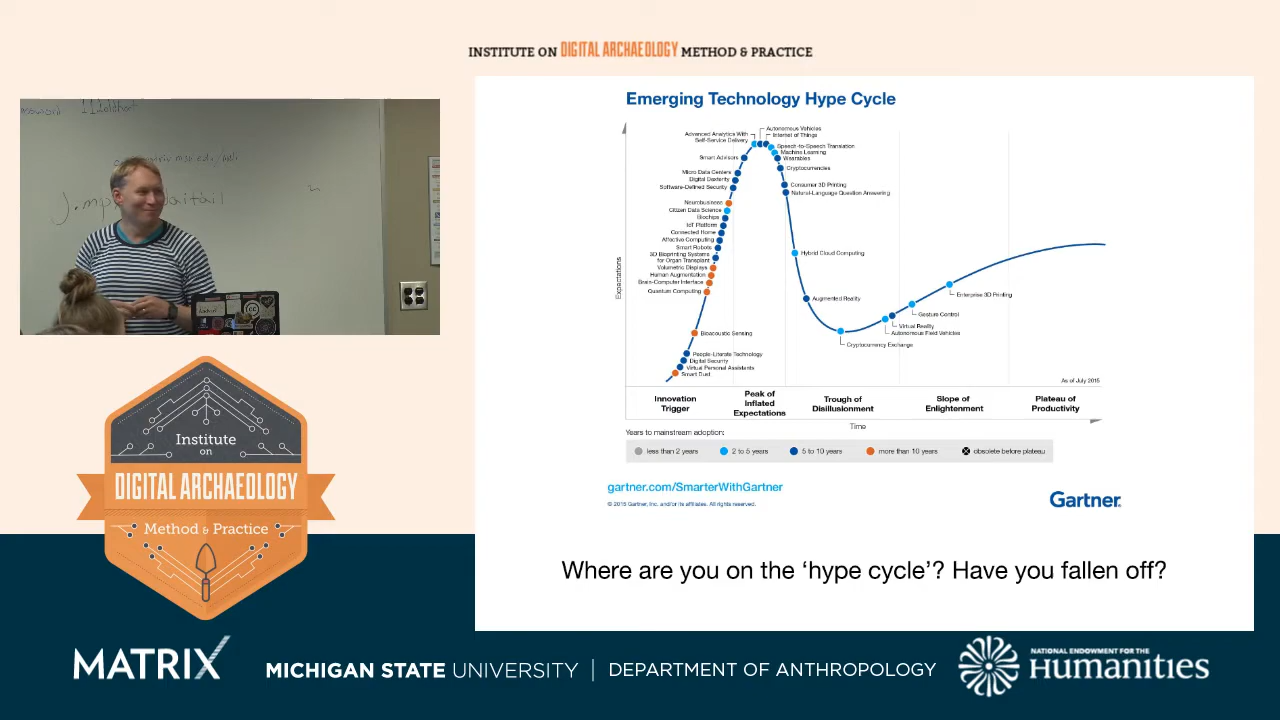 INSTITUTE ON DIGITAL ARCHAEOLOGY METHOD & PRACTICE
Emerging Technology Hype Cycle
Expectations
Advanced Analytics With
Self-Service Delivery
Autonomous Vehicles
Internet of Things
Speech-to-Speech Translation
Machine Learning
Wearables
Smart Advisors
Cryptocurrencies
Micro Data Centers
Digital Dexterity
Software-Defined Security
Consumer 3D Printing
Natural-Language Question Answering
Neurobusiness
Citizen Data Science
Biochips
IoT Platform
Connected Home
Affective Computing
Smart Robots
3D Bioprinting Systems
for Organ Transplant
Volumetric Displays
Human Augmentation
Brain-Computer Interface
Quantum Computing
Hybrid Cloud Computing
Augmented Reality
Enterprise 3D Printing
Gesture Control
Virtual Reality
Autonomous Field Vehicles
Cryptocurrency Exchange
Bioacoustic Sensing
People-Literate Technology
Digital Security
Virtual Personal Assistants
Smart Dust
As of July 2015
Innovation
Trigger
Peak of
Inflated
Expectations
Trough of
Disillusionment
Slope of
Enlightenment
Plateau of
Productivity
Time
Years to mainstream adoption:
less than 2 years
2 to 5 years
5 to 10 years
more than 10 years
obsolete before plateau
gartner.com/SmarterWithGartner
© 2015 Gartner, Inc. and/or its affiliates. All rights reserved.
Gartner
Where are you on the ‘hype cycle’? Have you fallen off?
Institute
on
DIGITAL ARCHAEOLOGY
Method & Practice
MATRIX
MICHIGAN STATE UNIVERSITY | DEPARTMENT OF ANTHROPOLOGY
NATIONAL ENDOWMENT FOR THE
Humanities